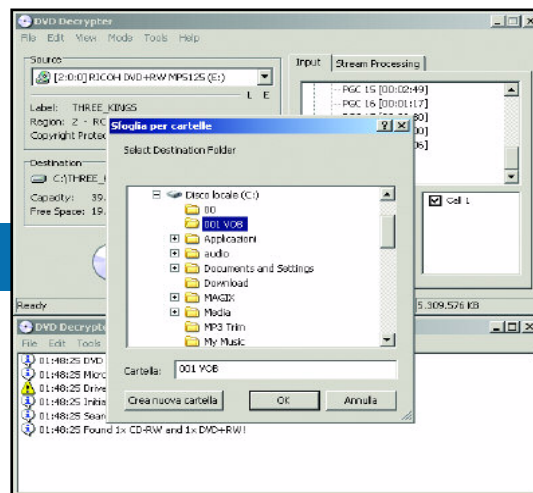 DVD Decrypter
File Edit View Mode Tools Help
Source
[2:0:0] RICOH DVD+RW MP5125 (E:)
L E
Label: THREE_KINGS
Region: 2 - RC
Copyright Protec
Destination
C:\THREE_
Capacity: 39.
Free Space: 19.
Input
Stream Processing
PGC 15 [00:02:49]
PGC 16 [00:01:17]
Cell 1
Ready
5.309.576 KB
Sfoglia per cartelle
Select Destination Folder
Disco locale (C:)
00
001 VOB
Applicazioni
audio
Documents and Settings
Download
MAGIX
Media
MP3 Trim
My Music
Cartella: 001 VOB
Crea nuova cartella
OK
Annulla
DVD Decrypte
File Edit Tools
01:48:25 DVD
01:48:25 Micro
01:48:25 Drive
01:48:25 Initia
01:48:25 Sear
01:48:25 Found 1x CD-RW and 1x DVD+RW!